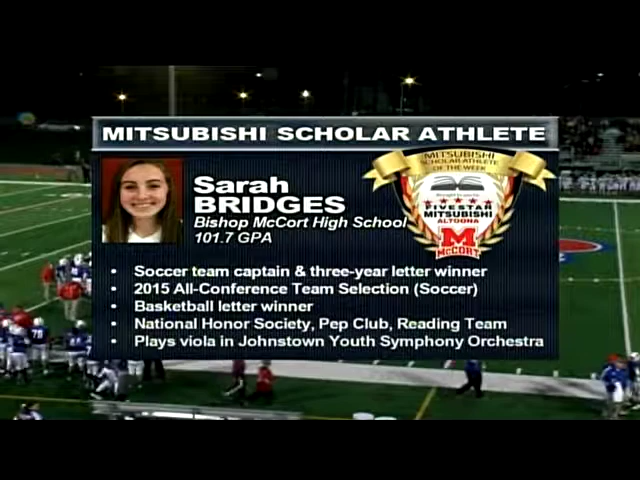 MITSUBISHI SCHOLAR ATHLETE
Sarah
BRIDGES
Bishop McCort High School
101.7 GPA
MITSUBISHI
SCHOLAR ATHLETE
OF THE WEEK
FIVE STAR
MITSUBISHI
ALTOONA
M
McCORT
• Soccer team captain & three-year letter winner
• 2015 All-Conference Team Selection (Soccer)
• Basketball letter winner
• National Honor Society, Pep Club, Reading Team
• Plays viola in Johnstown Youth Symphony Orchestra